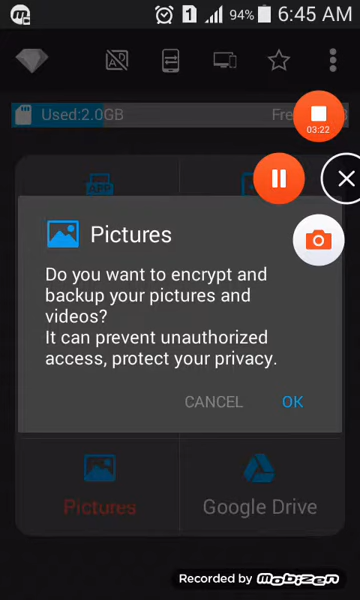 1 94% 6:45 AM
AD
Used:2.0GB Fre
03:22
APP
Pictures
Do you want to encrypt and
backup your pictures and
videos?
It can prevent unauthorized
access, protect your privacy.
CANCEL OK
Pictures Google Drive
Recorded by mobizen